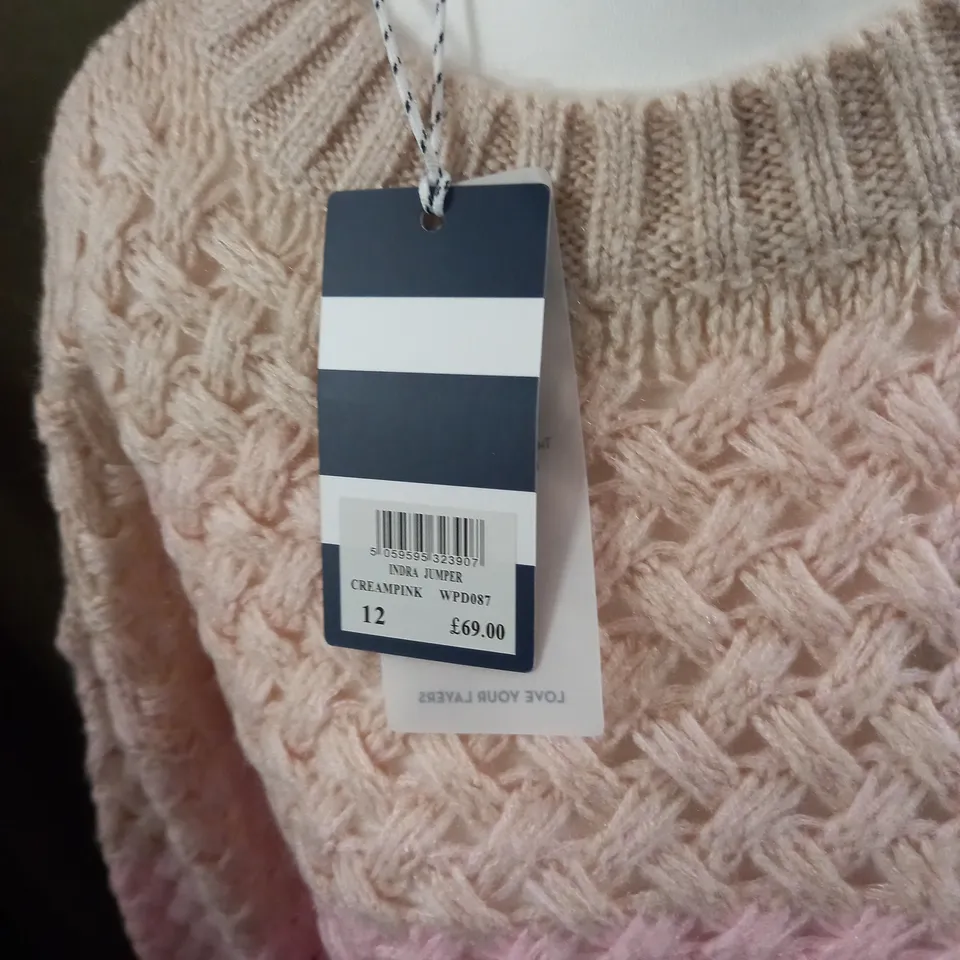 5 059595 323907
INDRA JUMPER
CREAMPINK WPD087
12 £69.00
LOVE YOUR LAYERS